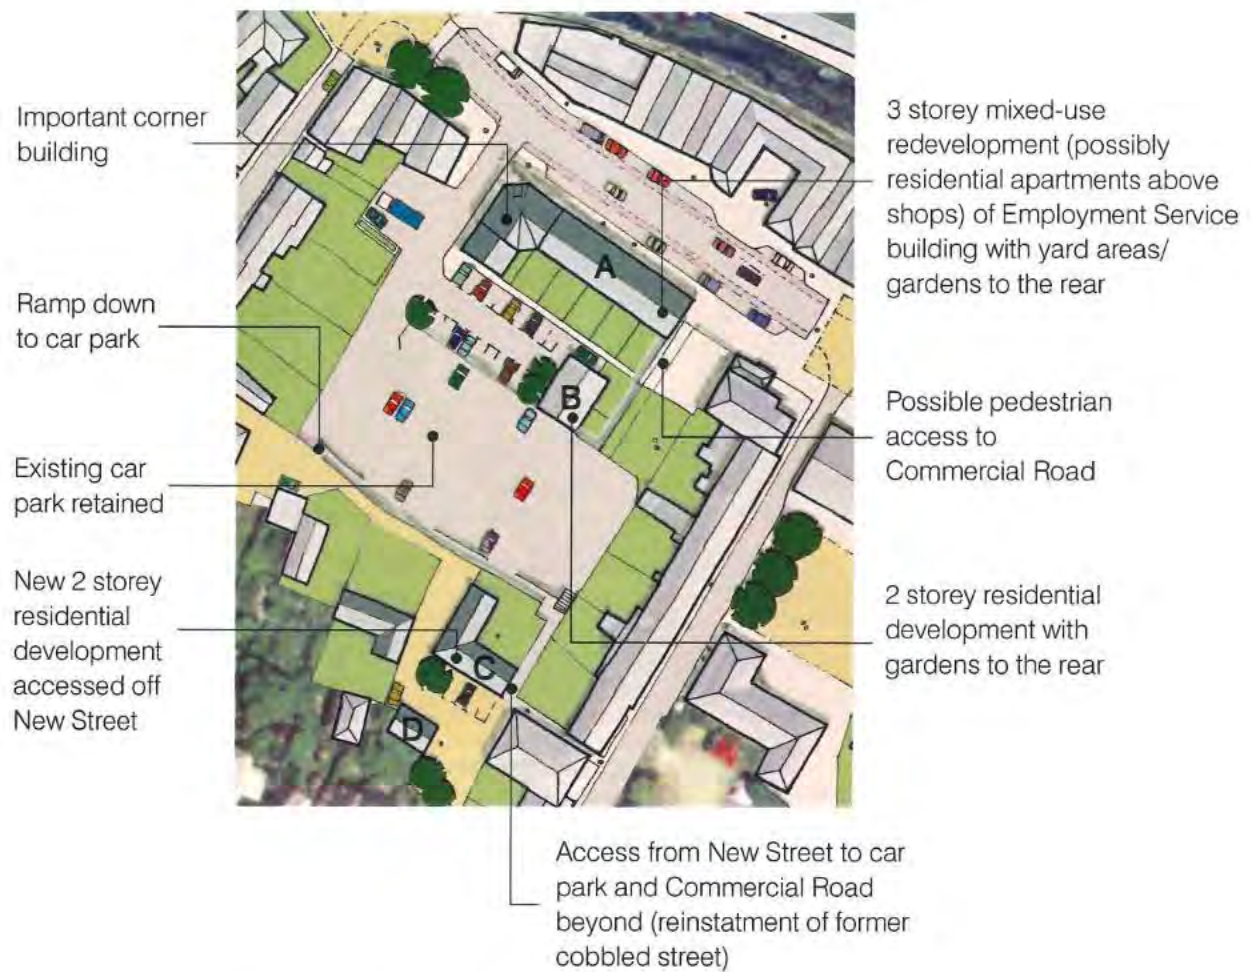 Important corner
building
Ramp down
to car park
Existing car
park retained
New 2 storey
residential
development
accessed off
New Street
A
B
C
D
3 storey mixed-use
redevelopment (possibly
residential apartments above
shops) of Employment Service
building with yard areas/
gardens to the rear
Possible pedestrian
access to
Commercial Road
2 storey residential
development with
gardens to the rear
Access from New Street to car
park and Commercial Road
beyond (reinstatment of former
cobbled street)